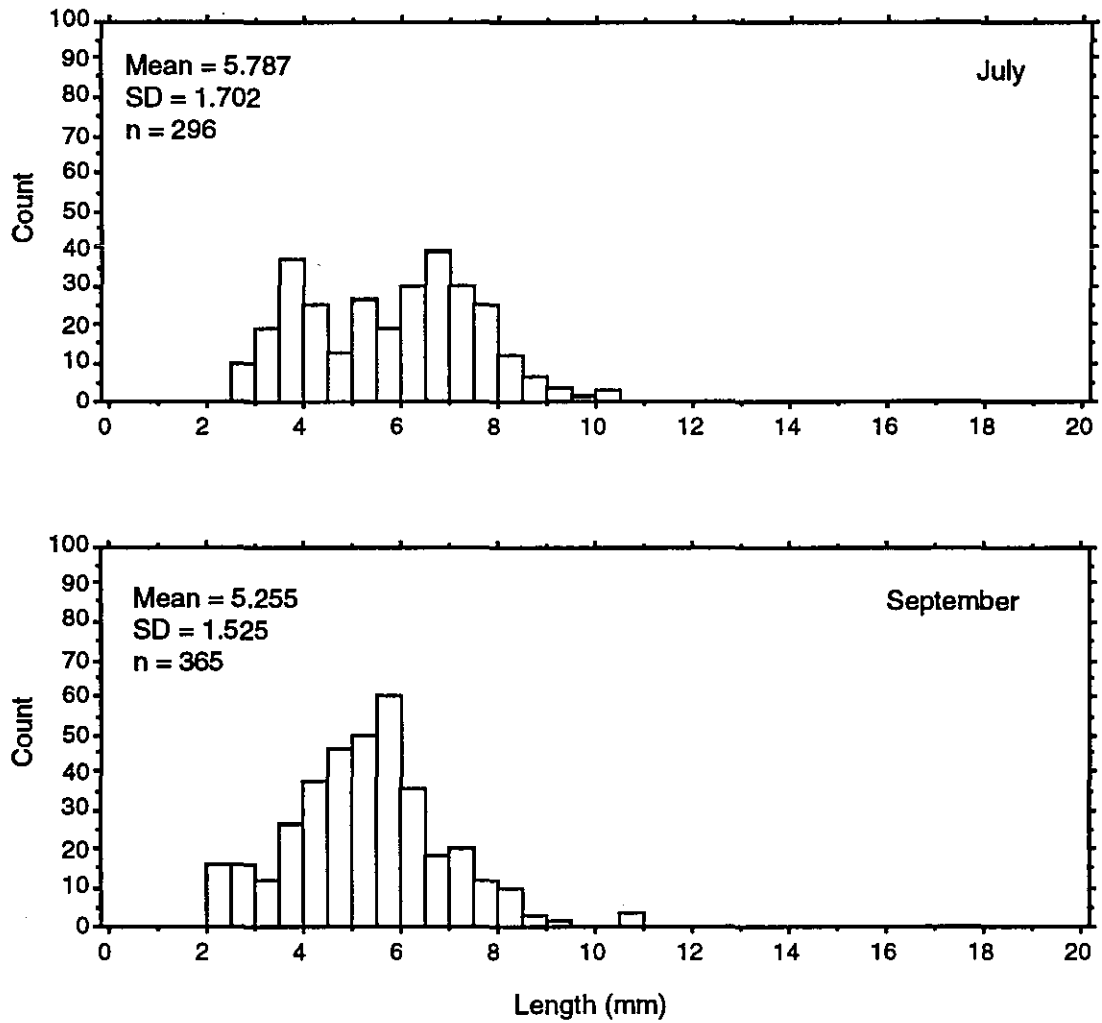 100
90
80
70
60
50
40
30
20
10
0
Count
Mean = 5.787
SD = 1.702
n = 296
July
0 2 4 6 8 10 12 14 16 18 20
100
90
80
70
60
50
40
30
20
10
0
Count
Mean = 5.255
SD = 1.525
n = 365
September
0 2 4 6 8 10 12 14 16 18 20
Length (mm)